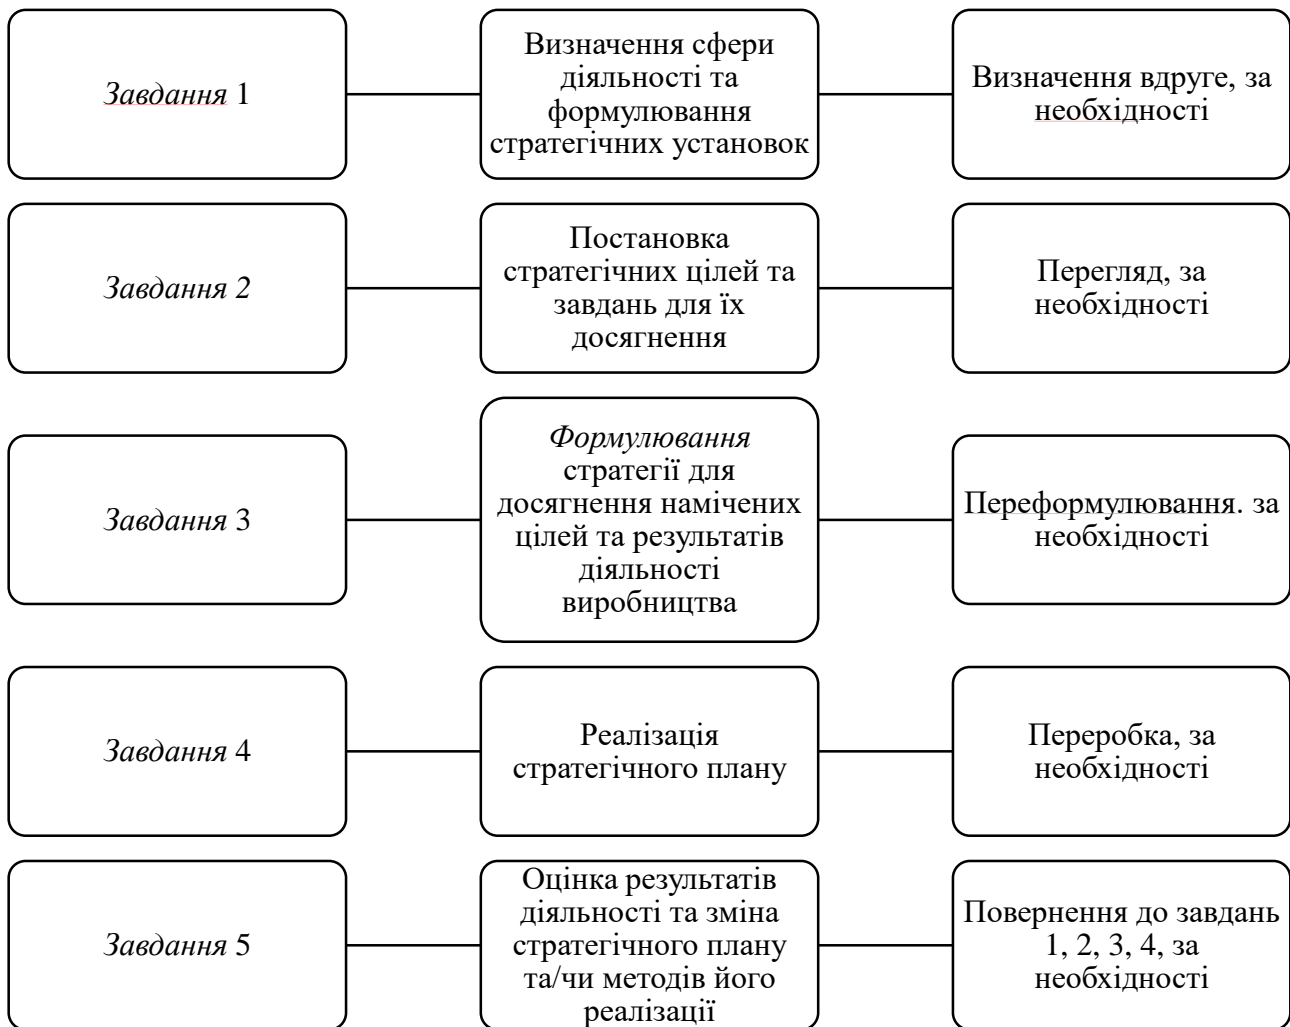 Завдання 1
Визначення сфери
діяльності та
формулювання
стратегічних установок
Визначення вдруге, за
необхідності
Завдання 2
Постановка
стратегічних цілей та
завдань для їх
досягнення
Перегляд, за
необхідності
Завдання 3
Формулювання
стратегії для
досягнення намічених
цілей та результатів
діяльності
виробництва
Переформулювання. за
необхідності
Завдання 4
Реалізація
стратегічного плану
Переробка, за
необхідності
Завдання 5
Оцінка результатів
діяльності та зміна
стратегічного плану
та/чи методів його
реалізації
Повернення до завдань
1, 2, 3, 4, за
необхідності